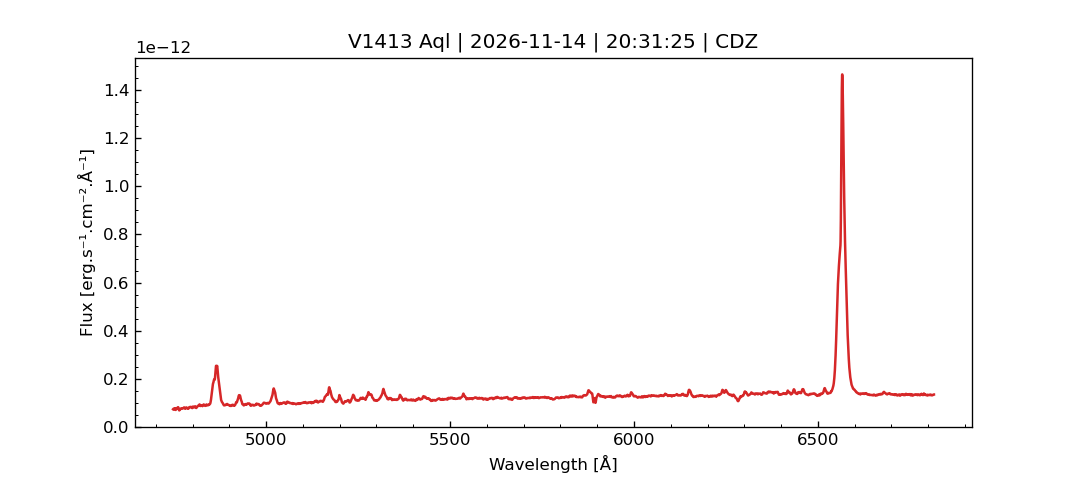 V1413 Aql | 2026-11-14 | 20:31:25 | CDZ
1e−12
1.4
1.2
1.0
0.8
0.6
0.4
0.2
0.0
Flux [erg.s⁻¹.cm⁻².Å⁻¹]
5000 5500 6000 6500
Wavelength [Å]